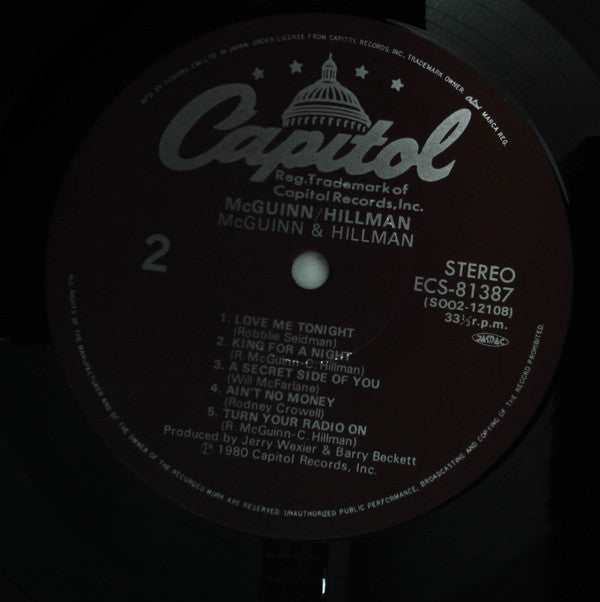 MFD. BY TOSHIBA EMI LTD. IN JAPAN, UNDER LICENSE FROM CAPITOL RECORDS, INC., TRADEMARK OWNER. MARCA REG.
Capitol
Reg.Trademark of
Capitol Records,Inc.
McGUINN/HILLMAN
McGUINN & HILLMAN
2
STEREO
ECS-81387
(SOO2-12108)
33⅓r.p.m.
1. LOVE ME TONIGHT
(Robbie Seidman)
2. KING FOR A NIGHT
(R. McGuinn-C. Hillman)
3. A SECRET SIDE OF YOU
(Will McFarlane)
4. AIN'T NO MONEY
(Rodney Crowell)
5. TURN YOUR RADIO ON
(R. McGuinn-C. Hillman)
Produced by Jerry Wexler & Barry Beckett
Ⓟ 1980 Capitol Records, Inc.
ALL RIGHTS OF THE MANUFACTURER AND OF THE OWNER OF THE RECORDED WORK ARE RESERVED. UNAUTHORIZED PUBLIC PERFORMANCE, BROADCASTING AND COPYING OF THE RECORD PROHIBITED.